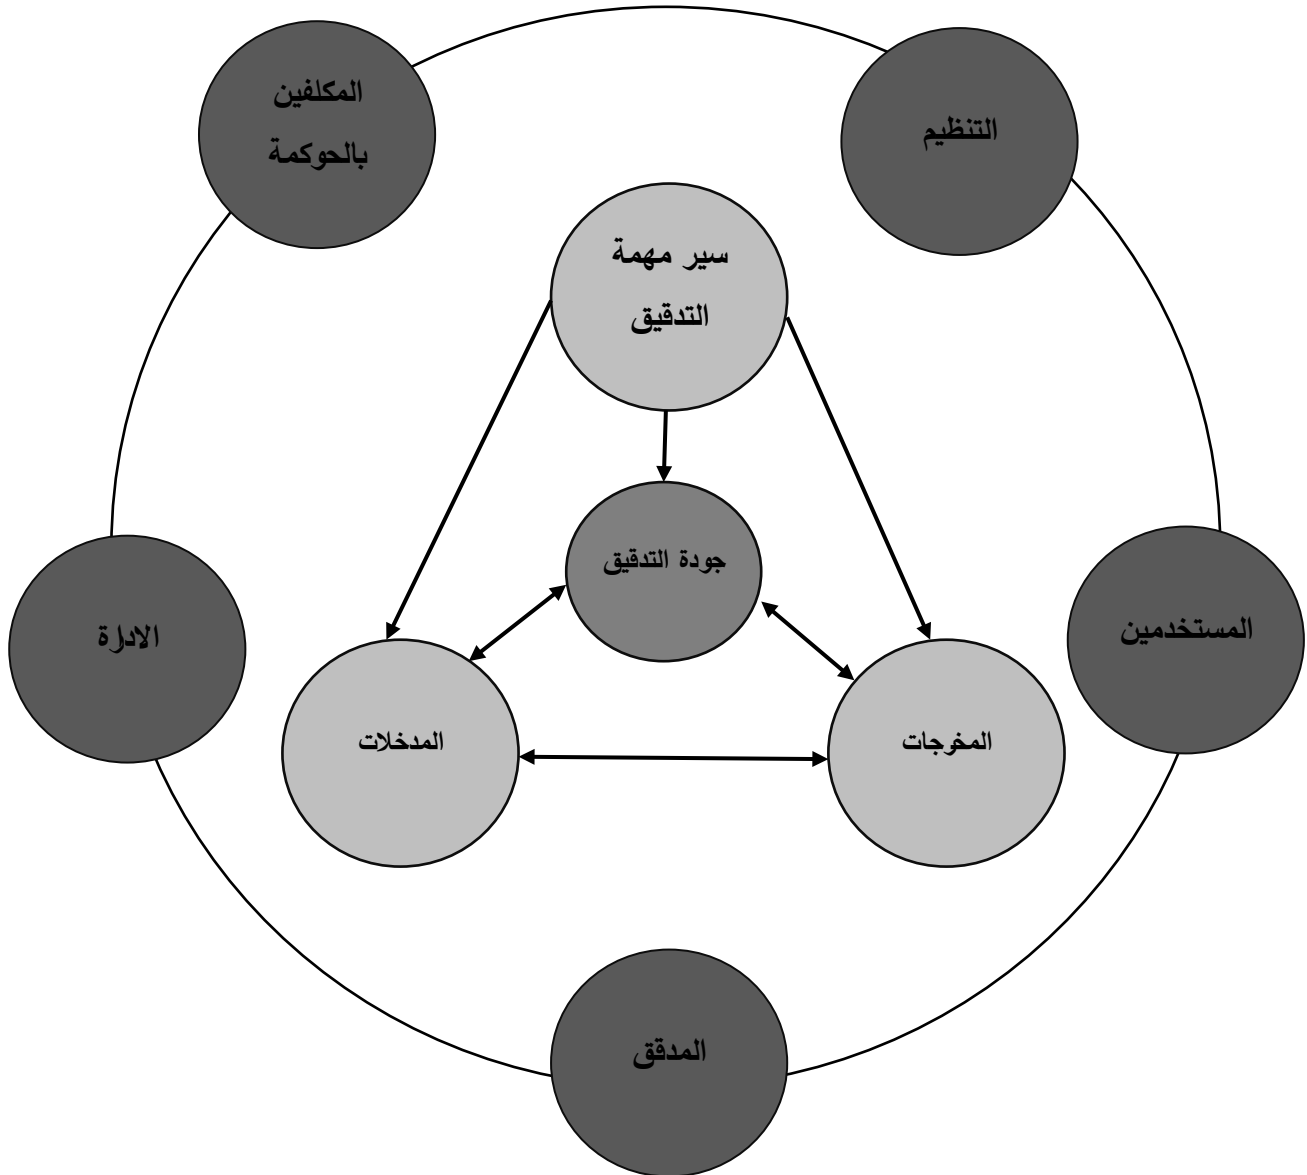 المكلفين
بالحوكمة
التنظيم
سير مهمة
التدقيق
جودة التدقيق
الادارة
المستخدمين
المدخلات
المخرجات
المدقق